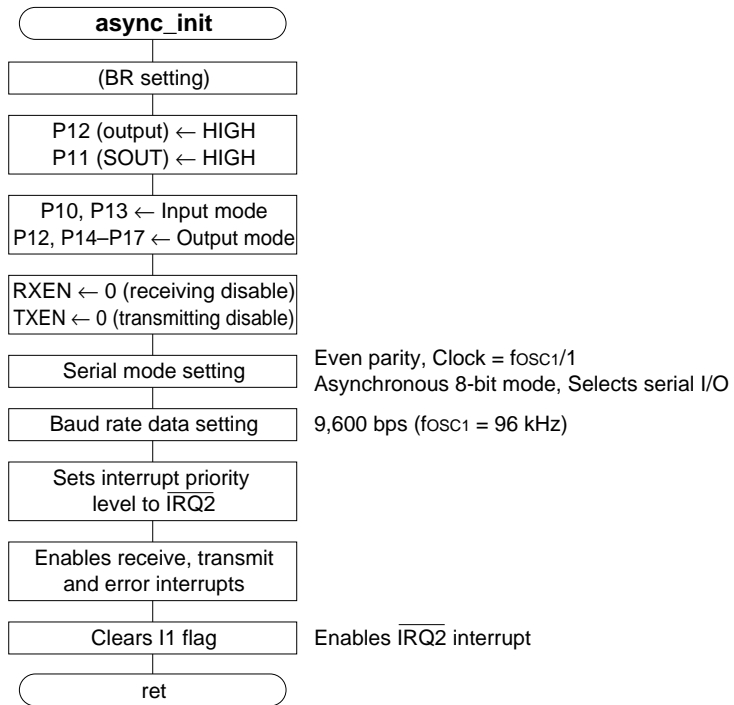 async_init
(BR setting)
P12 (output) ← HIGH
P11 (SOUT) ← HIGH
P10, P13 ← Input mode
P12, P14–P17 ← Output mode
RXEN ← 0 (receiving disable)
TXEN ← 0 (transmitting disable)
Serial mode setting
Even parity, Clock = fOSC1/1
Asynchronous 8-bit mode, Selects serial I/O
Baud rate data setting
9,600 bps (fOSC1 = 96 kHz)
Sets interrupt priority
level to I̅R̅Q̅2̅
Enables receive, transmit
and error interrupts
Clears I1 flag
Enables I̅R̅Q̅2̅ interrupt
ret